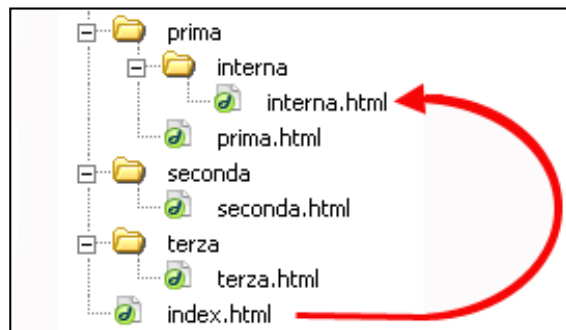 prima
interna
interna.html
prima.html
seconda
seconda.html
terza
terza.html
index.html